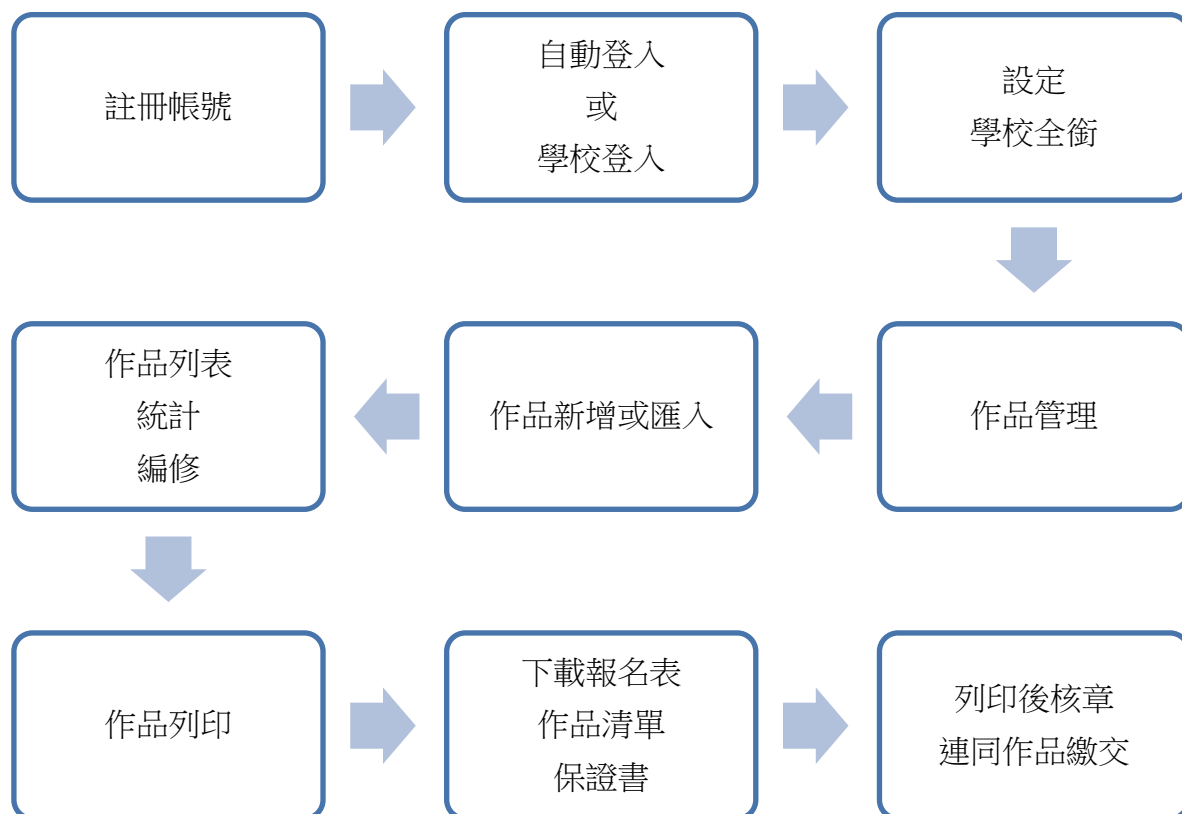 註冊帳號
自動登入
或
學校登入
設定
學校全銜
作品管理
作品新增或匯入
作品列表
統計
編修
作品列印
下載報名表
作品清單
保證書
列印後核章
連同作品繳交